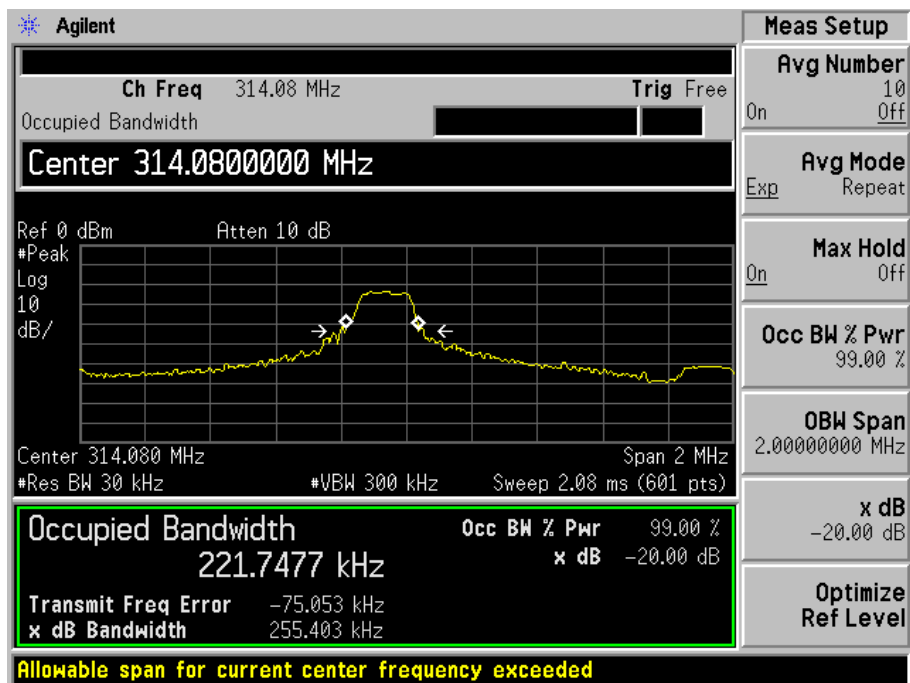 Agilent
Meas Setup
Ch Freq 314.08 MHz Trig Free
Occupied Bandwidth
Center 314.0800000 MHz
Ref 0 dBm Atten 10 dB
#Peak
Log
10
dB/
Center 314.080 MHz Span 2 MHz
#Res BW 30 kHz #VBW 300 kHz Sweep 2.08 ms (601 pts)
Occupied Bandwidth Occ BW % Pwr 99.00 %
221.7477 kHz x dB -20.00 dB
Transmit Freq Error -75.053 kHz
x dB Bandwidth 255.403 kHz
Allowable span for current center frequency exceeded
Avg Number
10
On Off
Avg Mode
Exp Repeat
Max Hold
On Off
Occ BW % Pwr
99.00 %
OBW Span
2.00000000 MHz
x dB
-20.00 dB
Optimize
Ref Level